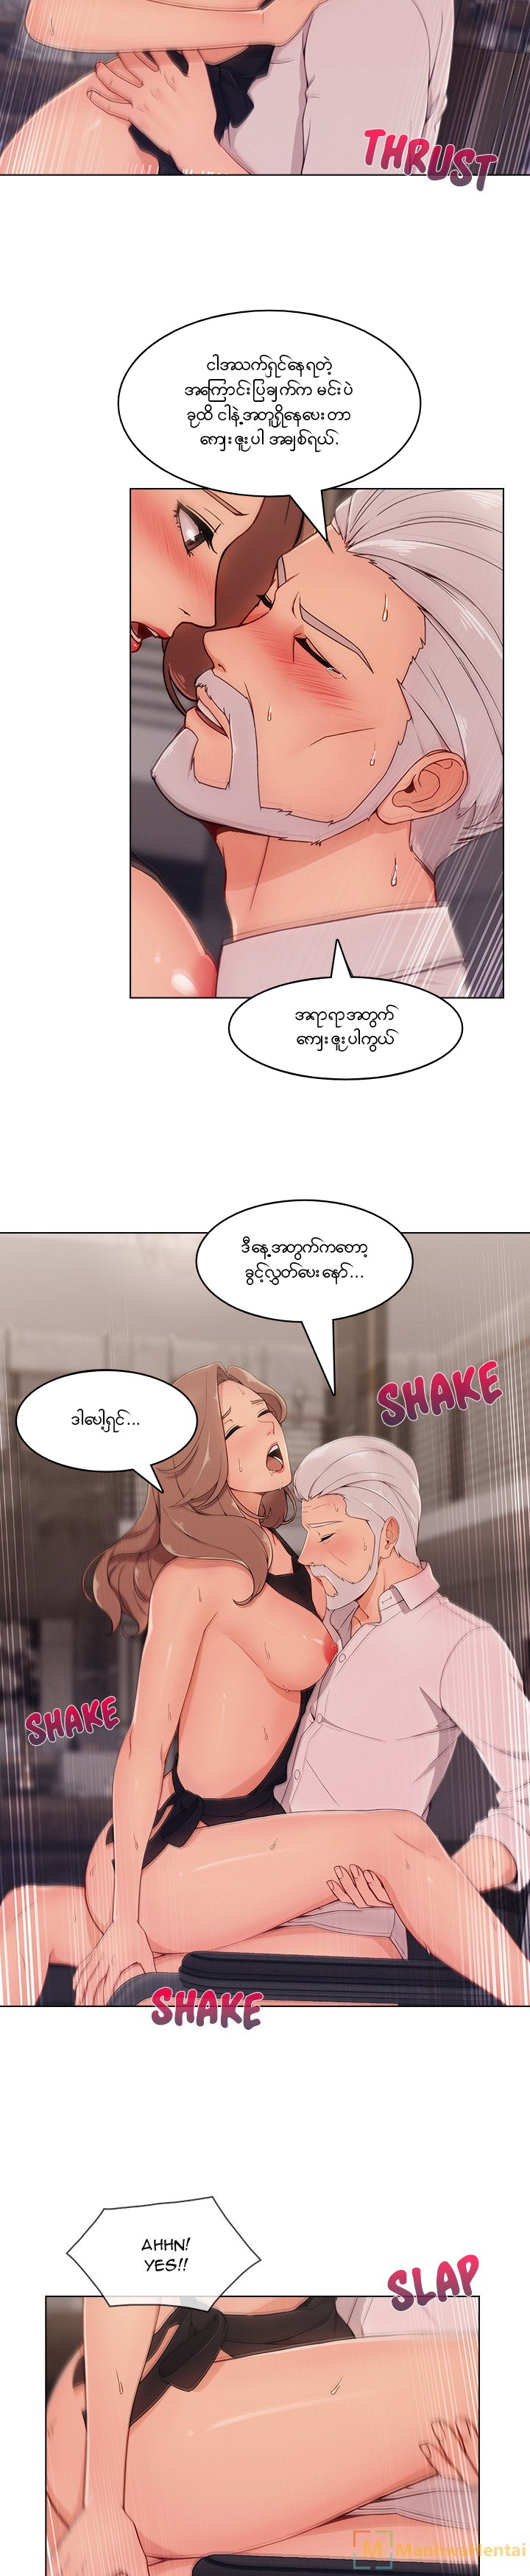 THRUST
ငါအသက်ရှင်နေရတဲ့
အကြောင်းပြချက်က မင်းပဲ
ခုထိ ငါနဲ့အတူရှိနေပေးတာ
ကျေးဇူးပါ အချစ်ရယ်.
အရာရာအတွက်
ကျေးဇူးပါကွယ်
ဒီနေ့အတွက်ကတော့
ခွင့်လွှတ်ပေးနော်...
SHAKE
ဒါပေါ့ရှင်...
SHAKE
SHAKE
AHHN!
YES!!
SLAP
M ManhwaHentai